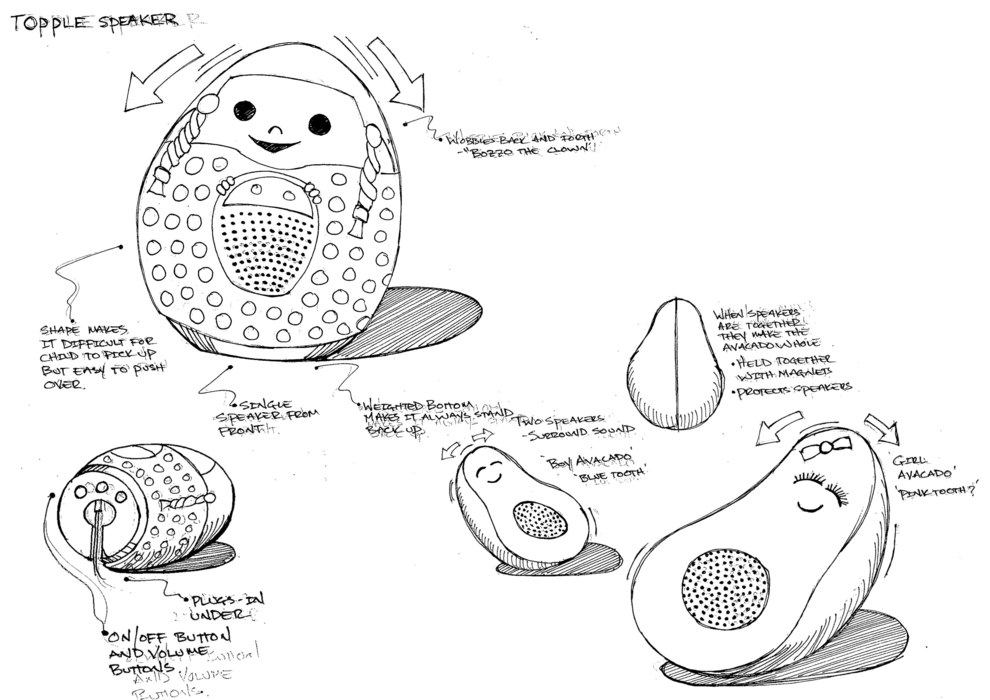 TOPPLE SPEAKER
WOBBLES BACK AND FORTH
-"BOZZO THE CLOWN"
SHAPE MAKES
IT DIFFICULT FOR
CHILD TO PICK UP
BUT EASY TO PUSH
OVER.
• SINGLE
SPEAKER FROM
FRONT.
• WEIGHTED BOTTOM
MAKES IT ALWAYS STAND
BACK UP
WHEN SPEAKERS
ARE TOGETHER
THEY MAKE THE
AVACADO WHOLE
• HELD TOGETHER
WITH MAGNETS
• PROTECTS SPEAKERS
TWO SPEAKERS
- SURROUND SOUND
'BOY AVACADO'
'BLUE TOOTH'
'GIRL
AVACADO'
'PINK TOOTH?'
PLUGS-IN
UNDER
ON/OFF BUTTON
AND VOLUME
BUTTONS.
AND VOLUME
BUTTONS.